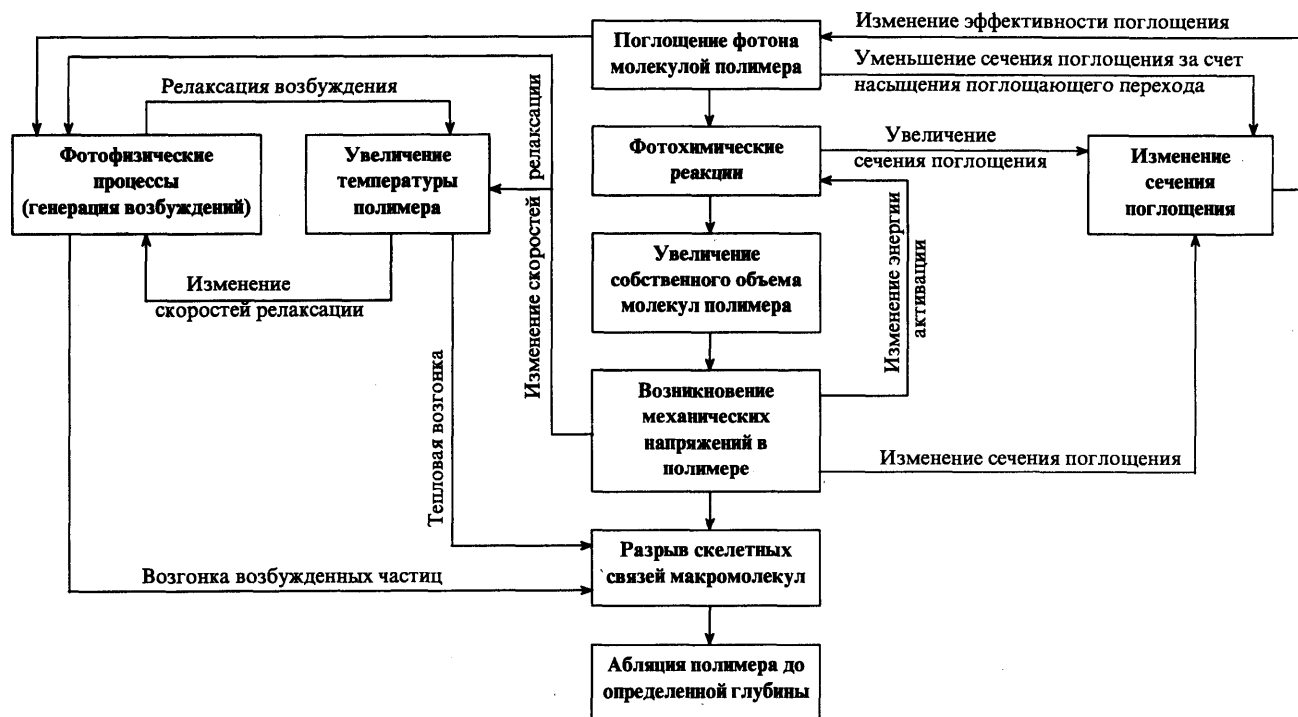 Изменение эффективности поглощения
Поглощение фотона
молекулой полимера
Уменьшение сечения поглощения за счет
насыщения поглощающего перехода
Релаксация возбуждения
Фотофизические
процессы
(генерация возбуждений)
Увеличение
температуры
полимера
Изменение скоростей релаксации
Фотохимические
реакции
Увеличение
сечения поглощения
Изменение
сечения
поглощения
Изменение
скоростей релаксации
Увеличение
собственного объема
молекул полимера
Изменение энергии
активации
Тепловая возгонка
Возникновение
механических
напряжений в
полимере
Изменение сечения поглощения
Разрыв скелетных
связей макромолекул
Возгонка возбужденных частиц
Абляция полимера до
определенной глубины